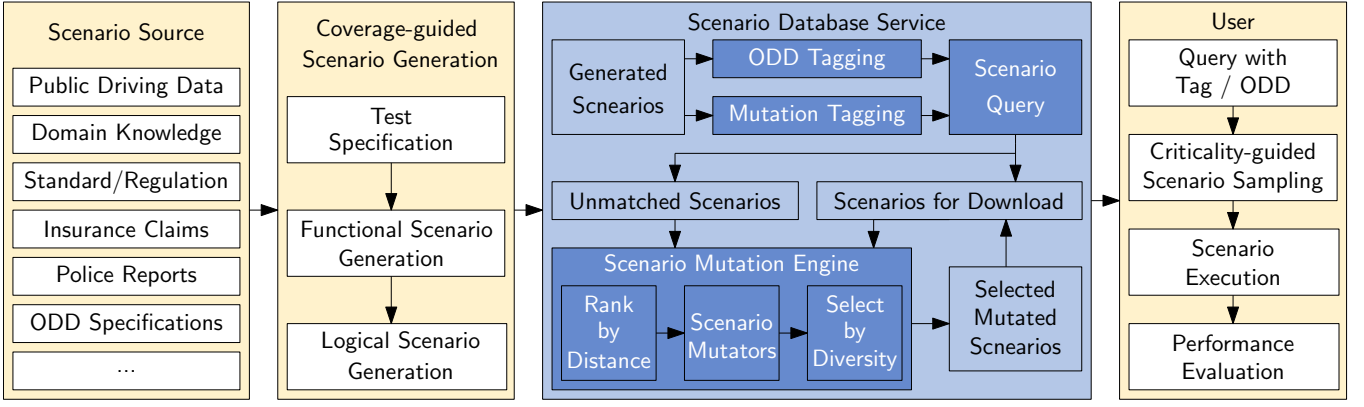 Scenario Source
Public Driving Data
Domain Knowledge
Standard/Regulation
Insurance Claims
Police Reports
ODD Specifications
...
Coverage-guided
Scenario Generation
Test
Specification
Functional Scenario
Generation
Logical Scenario
Generation
Scenario Database Service
Generated
Scnearios
ODD Tagging
Mutation Tagging
Scenario
Query
Unmatched Scenarios
Scenarios for Download
Scenario Mutation Engine
Rank
by
Distance
Scenario
Mutators
Select
by
Diversity
Selected
Mutated
Scnearios
User
Query with
Tag / ODD
Criticality-guided
Scenario Sampling
Scenario
Execution
Performance
Evaluation